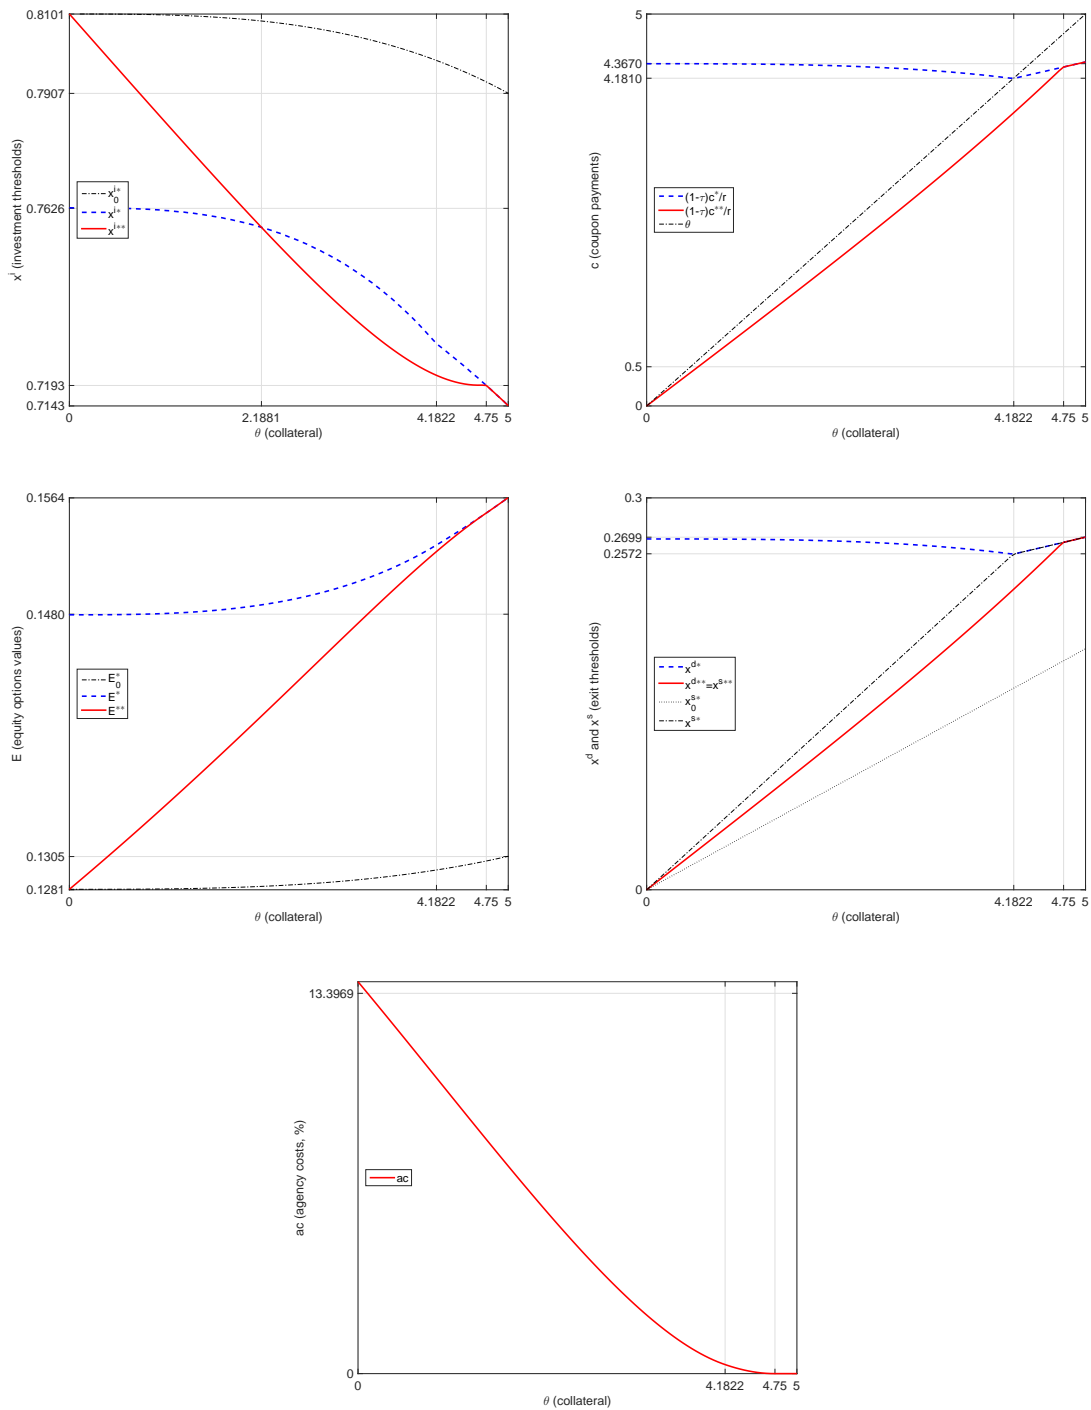 0.8101
0.7907
0.7626
0.7193
0.7143
x^i (investment thresholds)
x_0^{i*}
x^{i*}
x^{i**}
0 2.1881 4.1822 4.75 5
θ (collateral)
5
4.3670
4.1810
0.5
0
c (coupon payments)
(1-τ)c^*/r
(1-τ)c^{**}/r
θ
0 4.1822 4.75 5
θ (collateral)
0.1564
0.1480
0.1305
0.1281
E (equity options values)
E_0^*
E^*
E^{**}
0 4.1822 4.75 5
θ (collateral)
0.3
0.2699
0.2572
0
x^d and x^s (exit thresholds)
x^{d*}
x^{d**}=x^{s**}
x_0^{s*}
x^{s*}
0 4.1822 4.75 5
θ (collateral)
13.3969
0
ac (agency costs, %)
ac
0 4.1822 4.75 5
θ (collateral)